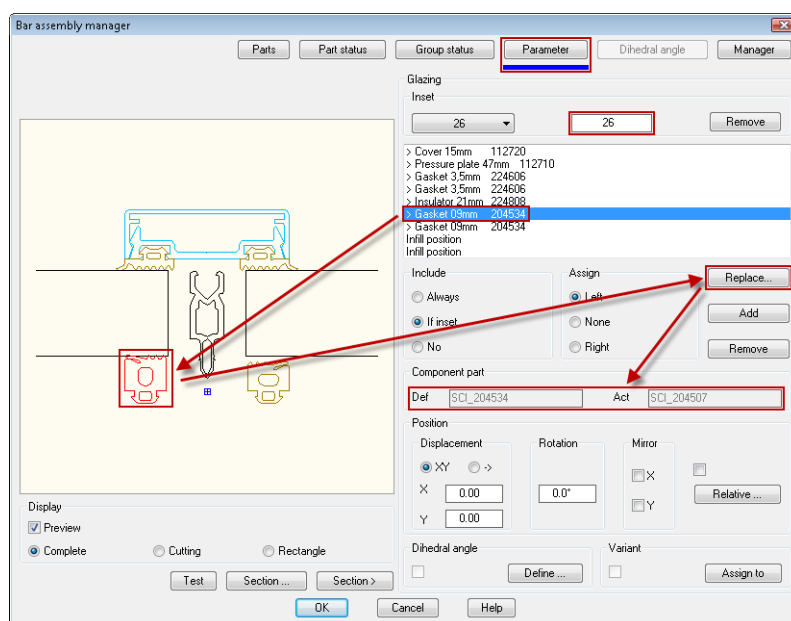 Bar assembly manager
Parts Part status Group status Parameter Dihedral angle Manager
Glazing
Inset
26 26 Remove
> Cover 15mm 112720
> Pressure plate 47mm 112710
> Gasket 3,5mm 224606
> Gasket 3,5mm 224606
> Insulator 21mm 224808
> Gasket 09mm 204534
> Gasket 09mm 204534
Infill position
Infill position
Include Assign Replace...
Always Left
If inset None Add
No Right Remove
Component part
Def SCI_204534 Act SCI_204507
Position
Displacement Rotation Mirror
XY -> X
X 0.00 0.0° Relative ...
Y 0.00 Y
Display
Preview
Complete Cutting Rectangle
Dihedral angle Variant
Define ... Assign to
Test Section ... Section >
OK Cancel Help